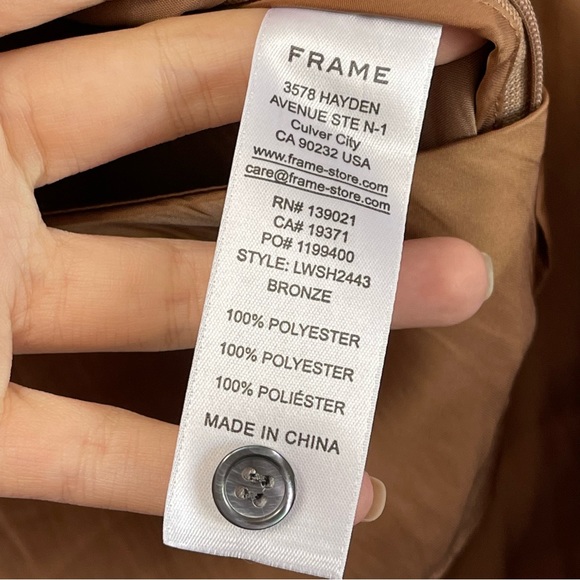 FRAME
3578 HAYDEN
AVENUE STE N-1
Culver City
CA 90232 USA
www.frame-store.com
care@frame-store.com
RN# 139021
CA# 19371
PO# 1199400
STYLE: LWSH2443
BRONZE
100% POLYESTER
100% POLYESTER
100% POLIÉSTER
MADE IN CHINA